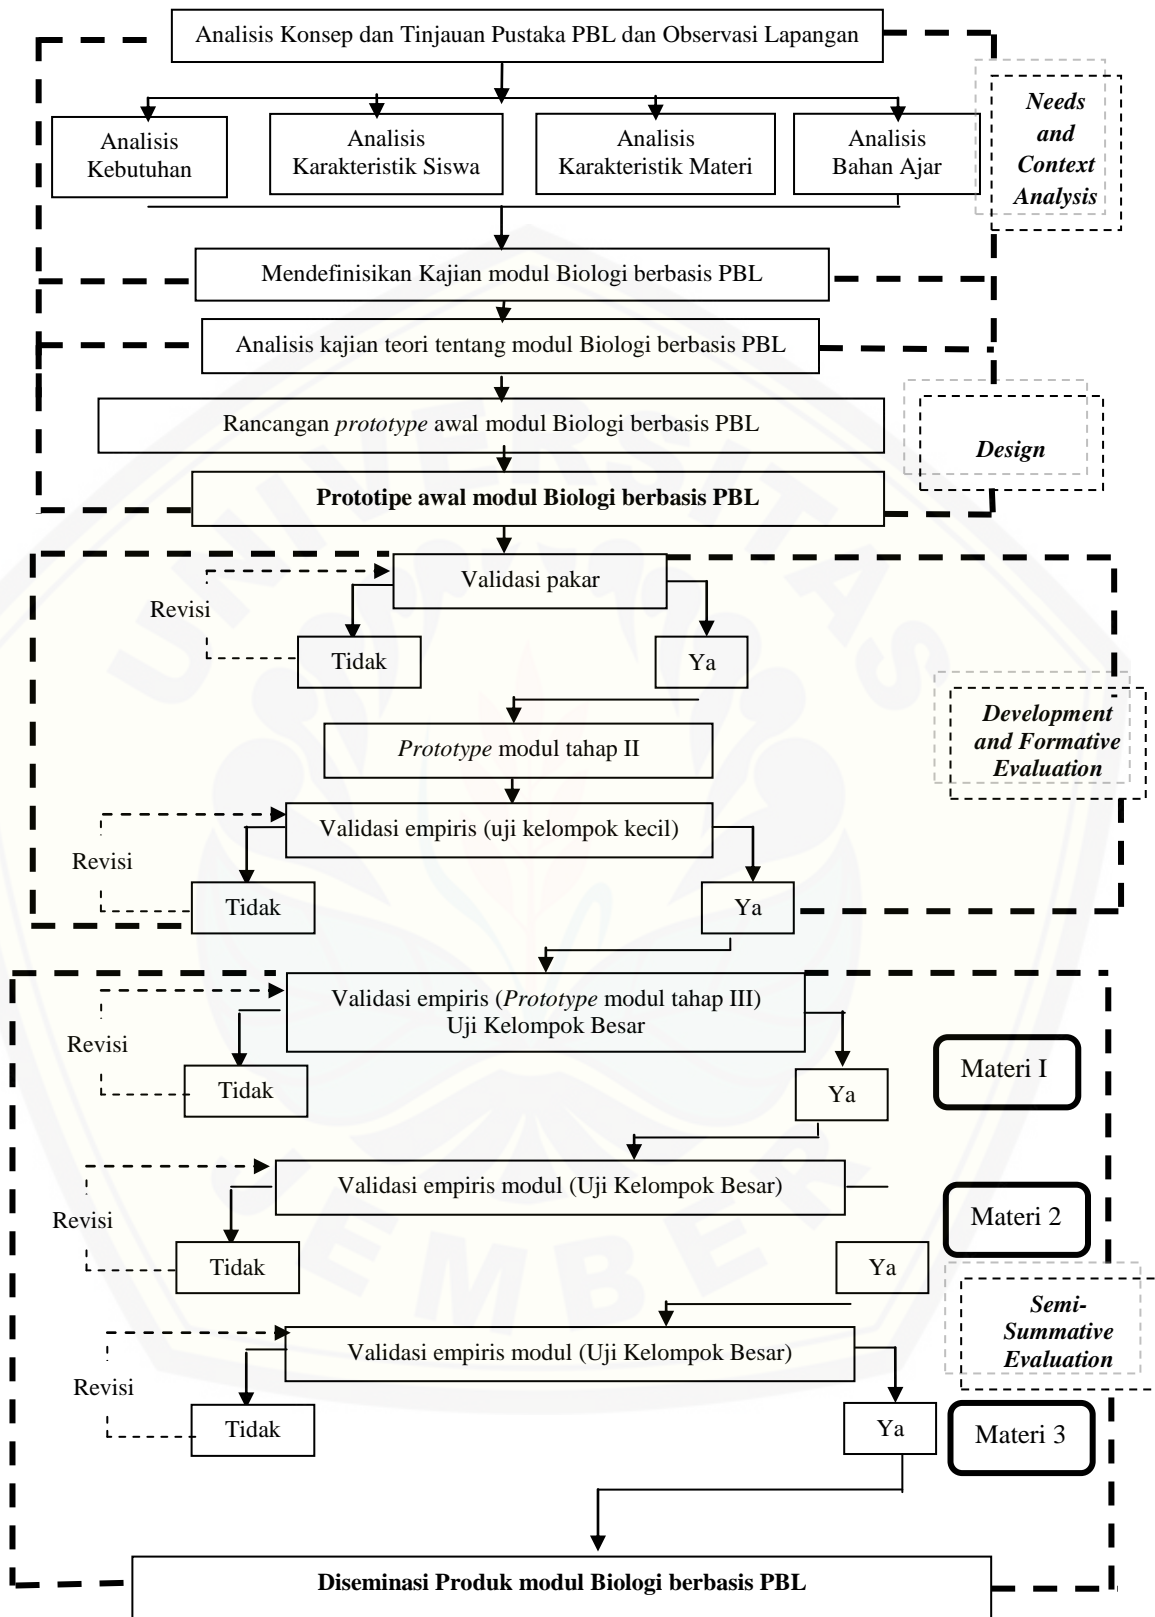 Analisis Konsep dan Tinjauan Pustaka PBL dan Observasi Lapangan
Needs
and
Context
Analysis
Analisis
Kebutuhan
Analisis
Karakteristik Siswa
Analisis
Karakteristik Materi
Analisis
Bahan Ajar
Mendefinisikan Kajian modul Biologi berbasis PBL
Analisis kajian teori tentang modul Biologi berbasis PBL
Rancangan prototype awal modul Biologi berbasis PBL
Design
Prototipe awal modul Biologi berbasis PBL
Validasi pakar
Revisi
Tidak
Ya
Prototype modul tahap II
Development
and Formative
Evaluation
Validasi empiris (uji kelompok kecil)
Revisi
Tidak
Ya
Validasi empiris (Prototype modul tahap III)
Uji Kelompok Besar
Revisi
Tidak
Ya
Materi I
Validasi empiris modul (Uji Kelompok Besar)
Revisi
Tidak
Ya
Materi 2
Semi-
Summative
Evaluation
Validasi empiris modul (Uji Kelompok Besar)
Revisi
Tidak
Ya
Materi 3
Diseminasi Produk modul Biologi berbasis PBL
UNIVERSITAS
JEMBER